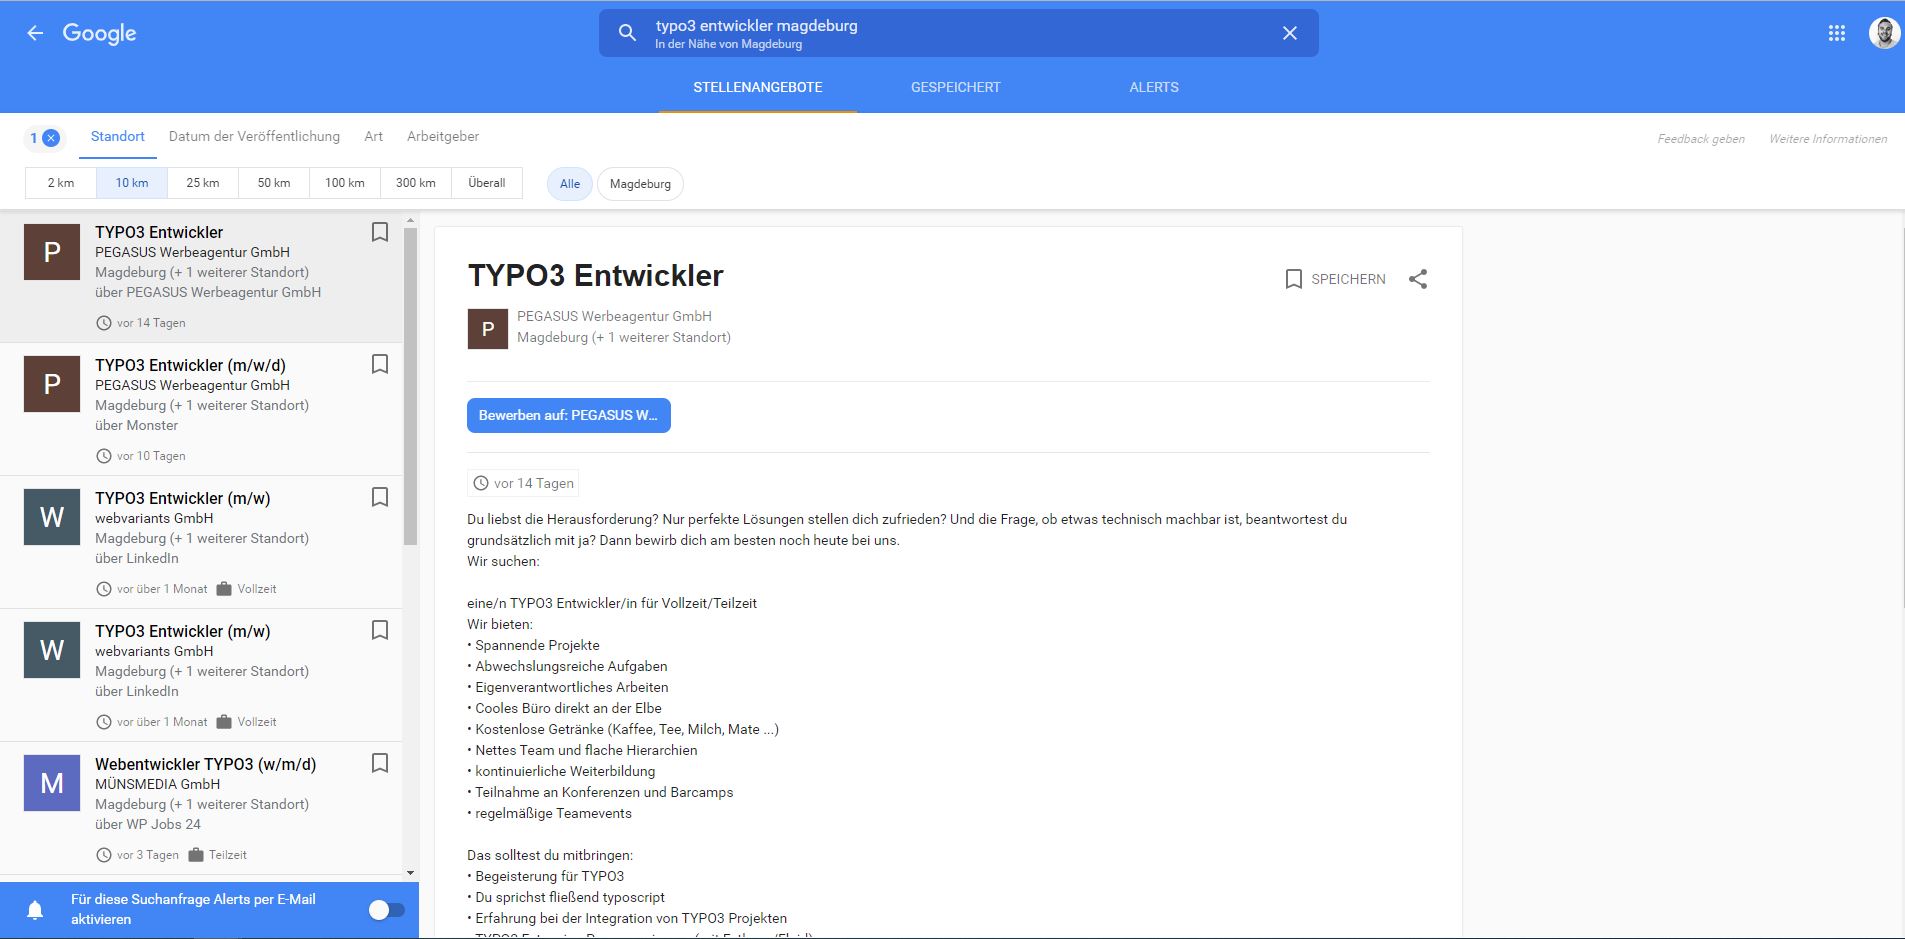 Google
typo3 entwickler magdeburg
In der Nähe von Magdeburg
STELLENANGEBOTE
GESPEICHERT
ALERTS
1
Standort
Datum der Veröffentlichung
Art
Arbeitgeber
Feedback geben
Weitere Informationen
2 km
10 km
25 km
50 km
100 km
300 km
Überall
Alle
Magdeburg
P
TYPO3 Entwickler
PEGASUS Werbeagentur GmbH
Magdeburg (+ 1 weiterer Standort)
über PEGASUS Werbeagentur GmbH
vor 14 Tagen
P
TYPO3 Entwickler (m/w/d)
PEGASUS Werbeagentur GmbH
Magdeburg (+ 1 weiterer Standort)
über Monster
vor 10 Tagen
W
TYPO3 Entwickler (m/w)
webvariants GmbH
Magdeburg (+ 1 weiterer Standort)
über LinkedIn
vor über 1 Monat Vollzeit
W
TYPO3 Entwickler (m/w)
webvariants GmbH
Magdeburg (+ 1 weiterer Standort)
über LinkedIn
vor über 1 Monat Vollzeit
M
Webentwickler TYPO3 (w/m/d)
MÜNSMEDIA GmbH
Magdeburg (+ 1 weiterer Standort)
über WP Jobs 24
vor 3 Tagen Teilzeit
Für diese Suchanfrage Alerts per E-Mail
aktivieren
TYPO3 Entwickler
SPEICHERN
P
PEGASUS Werbeagentur GmbH
Magdeburg (+ 1 weiterer Standort)
Bewerben auf: PEGASUS W...
vor 14 Tagen
Du liebst die Herausforderung? Nur perfekte Lösungen stellen dich zufrieden? Und die Frage, ob etwas technisch machbar ist, beantwortest du
grundsätzlich mit ja? Dann bewirb dich am besten noch heute bei uns.
Wir suchen:
eine/n TYPO3 Entwickler/in für Vollzeit/Teilzeit
Wir bieten:
• Spannende Projekte
• Abwechslungsreiche Aufgaben
• Eigenverantwortliches Arbeiten
• Cooles Büro direkt an der Elbe
• Kostenlose Getränke (Kaffee, Tee, Milch, Mate ...)
• Nettes Team und flache Hierarchien
• kontinuierliche Weiterbildung
• Teilnahme an Konferenzen und Barcamps
• regelmäßige Teamevents
Das solltest du mitbringen:
• Begeisterung für TYPO3
• Du sprichst fließend typoscript
• Erfahrung bei der Integration von TYPO3 Projekten